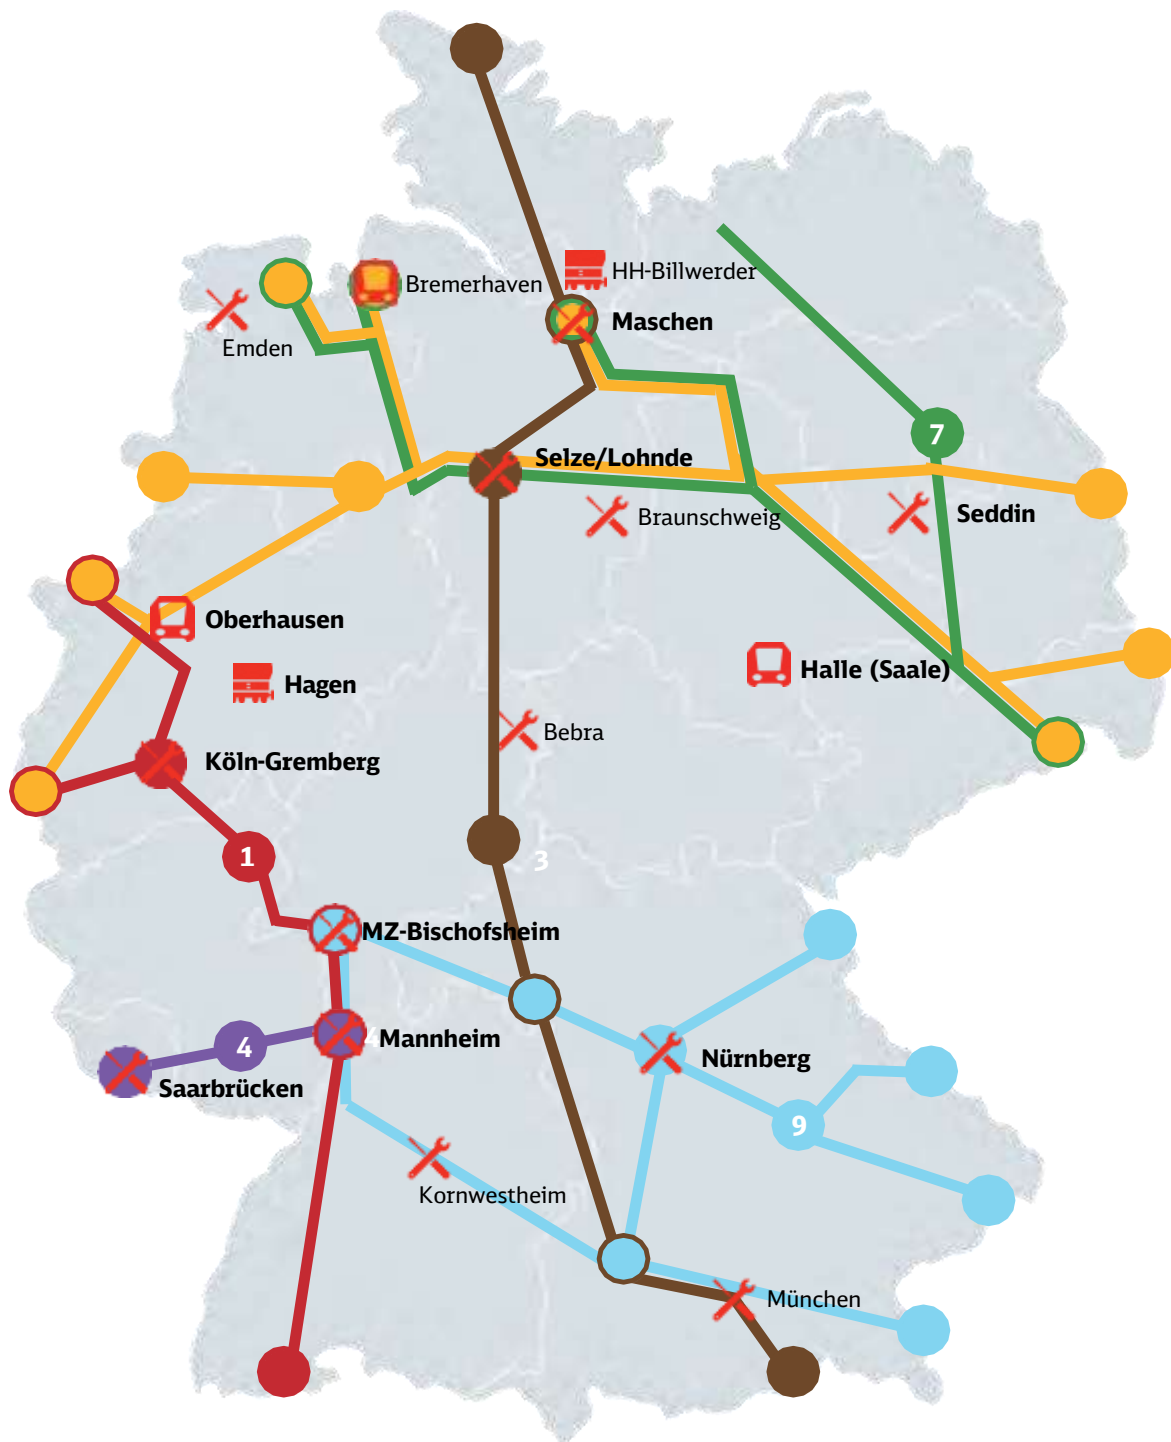 HH-Billwerder
Bremerhaven
Maschen
Emden
7
Selze/Lohnde
Braunschweig
Seddin
Oberhausen
Halle (Saale)
Hagen
Bebra
Köln-Gremberg
1
3
MZ-Bischofsheim
4
4
Mannheim
Nürnberg
Saarbrücken
9
Kornwestheim
München